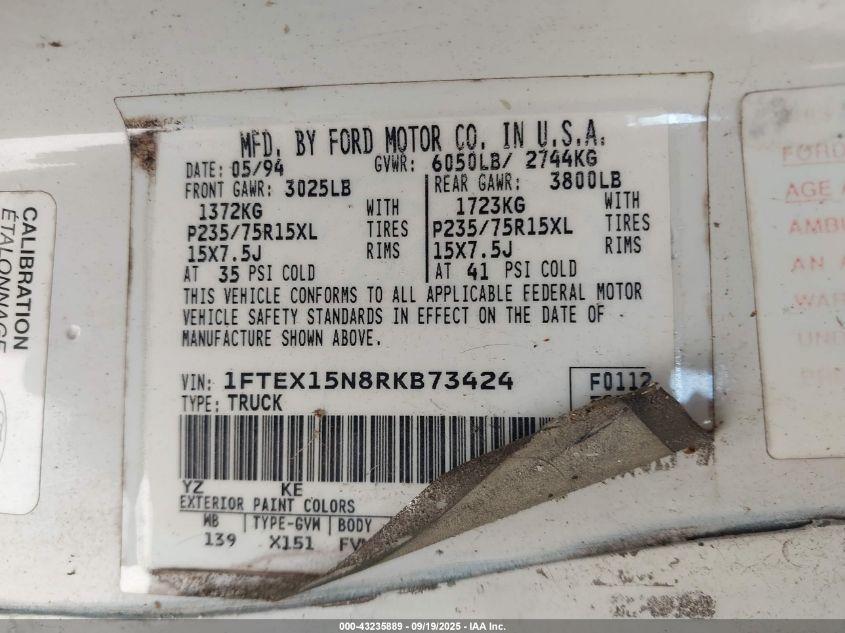 MFD. BY FORD MOTOR CO. IN U.S.A.
DATE: 05/94 GVWR: 6050LB/ 2744KG
FRONT GAWR: 3025LB REAR GAWR: 3800LB
1372KG WITH 1723KG WITH
P235/75R15XL TIRES P235/75R15XL TIRES
15X7.5J RIMS 15X7.5J RIMS
AT 35 PSI COLD AT 41 PSI COLD
THIS VEHICLE CONFORMS TO ALL APPLICABLE FEDERAL MOTOR
VEHICLE SAFETY STANDARDS IN EFFECT ON THE DATE OF
MANUFACTURE SHOWN ABOVE.
VIN: 1FTEX15N8RKB73424 F0112
TYPE: TRUCK
YZ KE
EXTERIOR PAINT COLORS
WB TYPE-GVW BODY
139 X151
CALIBRATION
ÉTALONNAGE
FORD
AGE
AN
000-43235889 - 09/19/2025 - IAA Inc.